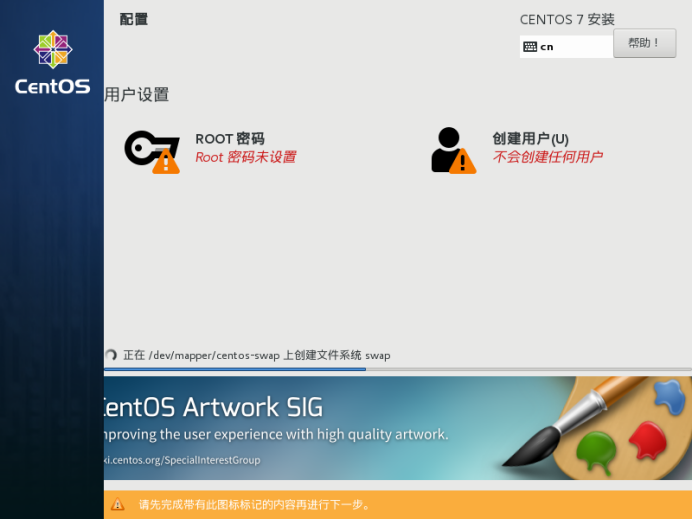 CentOS
配置
CENTOS 7 安装
cn
帮助！
用户设置
ROOT 密码
Root 密码未设置
创建用户(U)
不会创建任何用户
正在 /dev/mapper/centos-swap 上创建文件系统 swap
CentOS Artwork SIG
mproving the user experience with high quality artwork.
ki.centos.org/SpecialInterestGroup
请先完成带有此图标标记的内容再进行下一步。